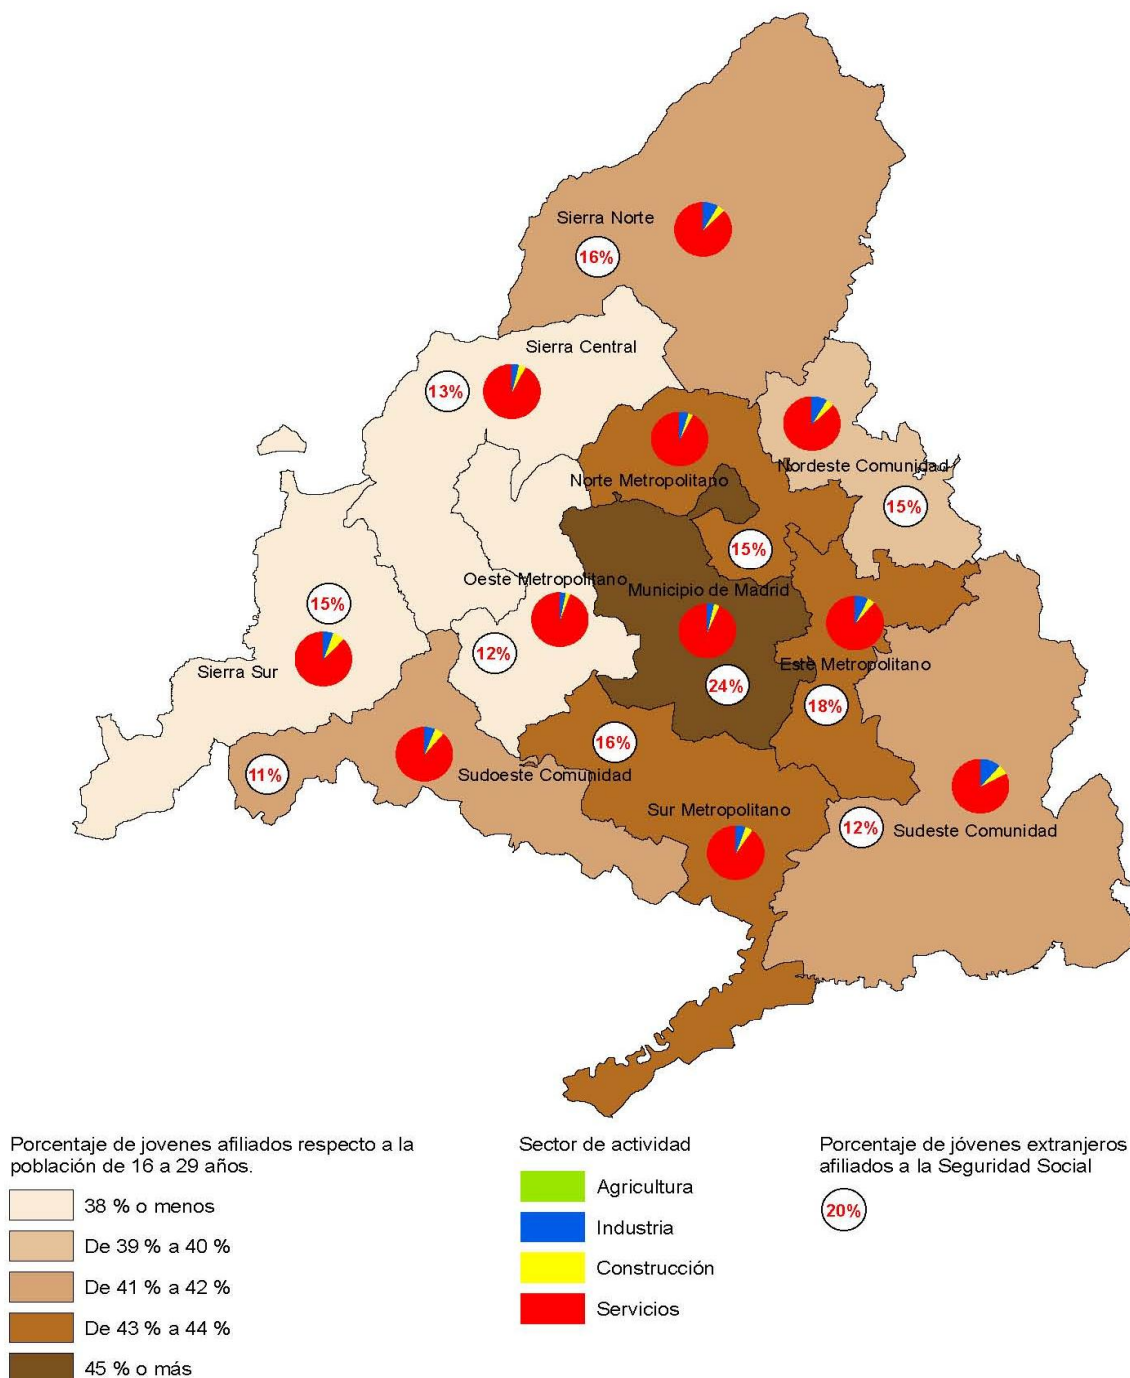 Sierra Norte
16%
Sierra Central
13%
Norte Metropolitano
Nordeste Comunidad
15%
15%
Oeste Metropolitano
Municipio de Madrid
15%
12%
Este Metropolitano
Sierra Sur
24%
18%
16%
11%
Sudoeste Comunidad
Sur Metropolitano
12%
Sudeste Comunidad
Porcentaje de jovenes afiliados respecto a la
población de 16 a 29 años.
38 % o menos
De 39 % a 40 %
De 41 % a 42 %
De 43 % a 44 %
45 % o más
Sector de actividad
Agricultura
Industria
Construcción
Servicios
Porcentaje de jóvenes extranjeros
afiliados a la Seguridad Social
20%